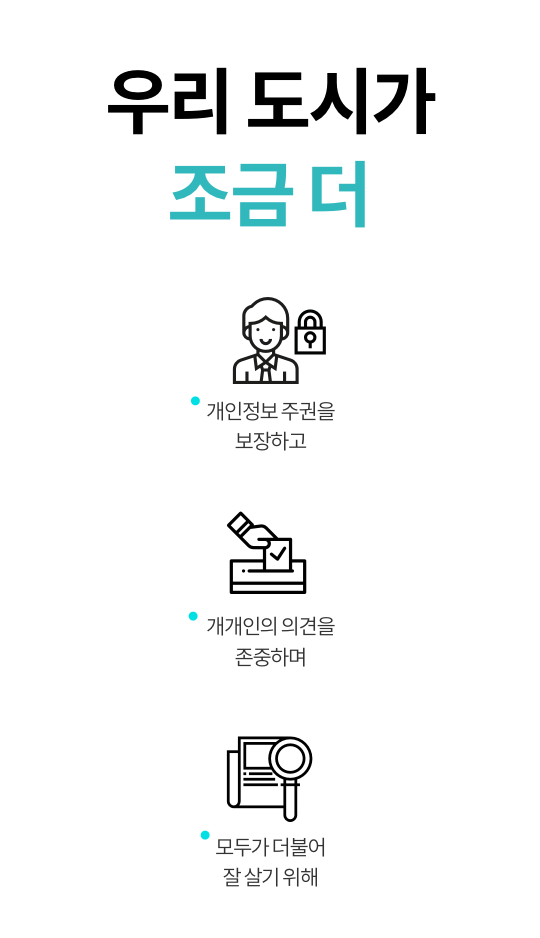 우리 도시가
조금 더
개인정보 주권을
보장하고
개개인의 의견을
존중하며
모두가 더불어
잘 살기 위해